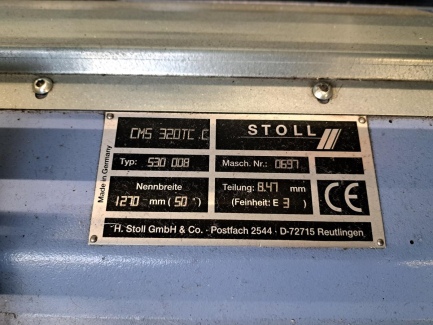 CMS 320TC.C
STOLL
Typ: 530 008
Masch. Nr.: 0697
Made in Germany
Nennbreite
1270 mm (50")
Teilung: 8.47 mm
(Feinheit: E 3 )
CE
H. Stoll GmbH & Co. · Postfach 2544 · D-72715 Reutlingen